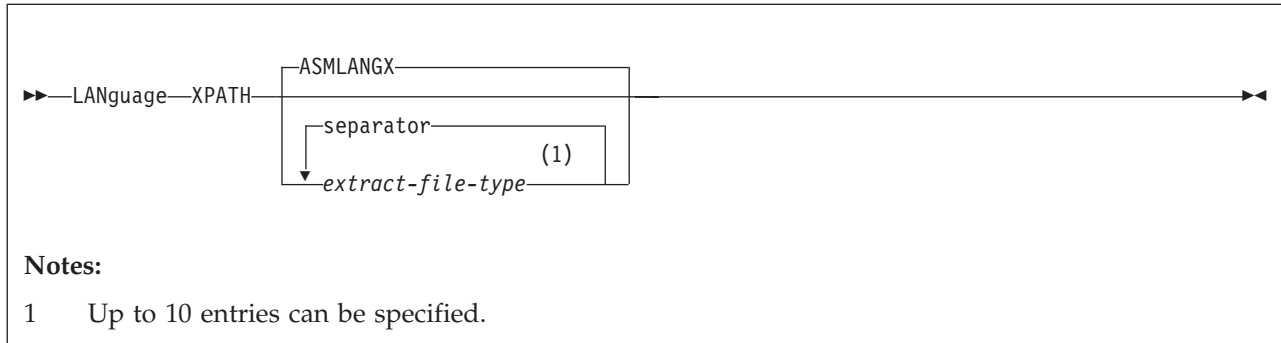 ASMLANGX
LANguage XPATH
separator
(1)
extract-file-type
Notes:
1 Up to 10 entries can be specified.